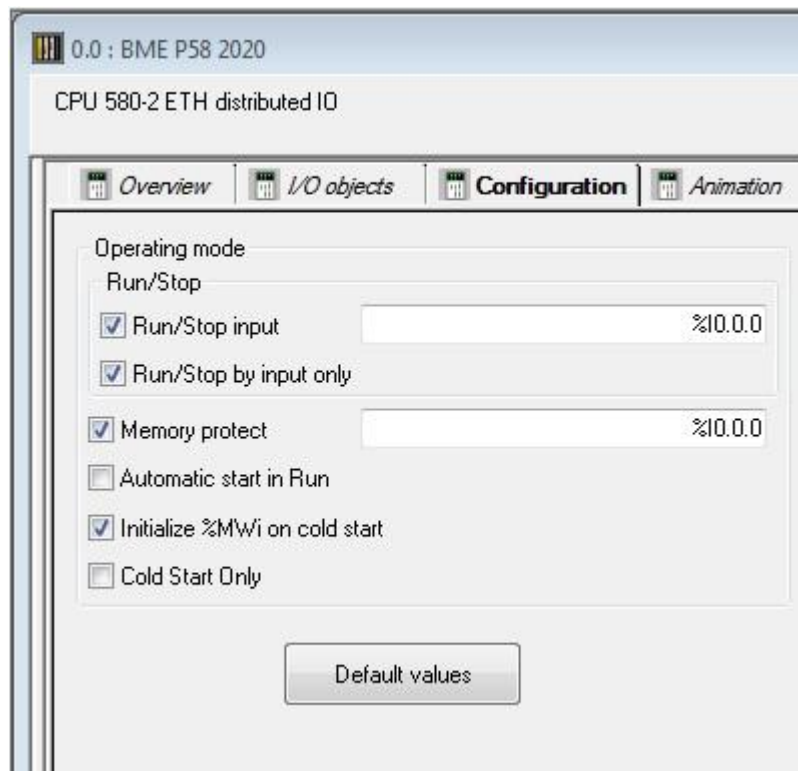 0.0 : BME P58 2020
CPU 580-2 ETH distributed IO
Overview I/O objects Configuration Animation
Operating mode
Run/Stop
Run/Stop input %I0.0.0
Run/Stop by input only
Memory protect %I0.0.0
Automatic start in Run
Initialize %MWi on cold start
Cold Start Only
Default values